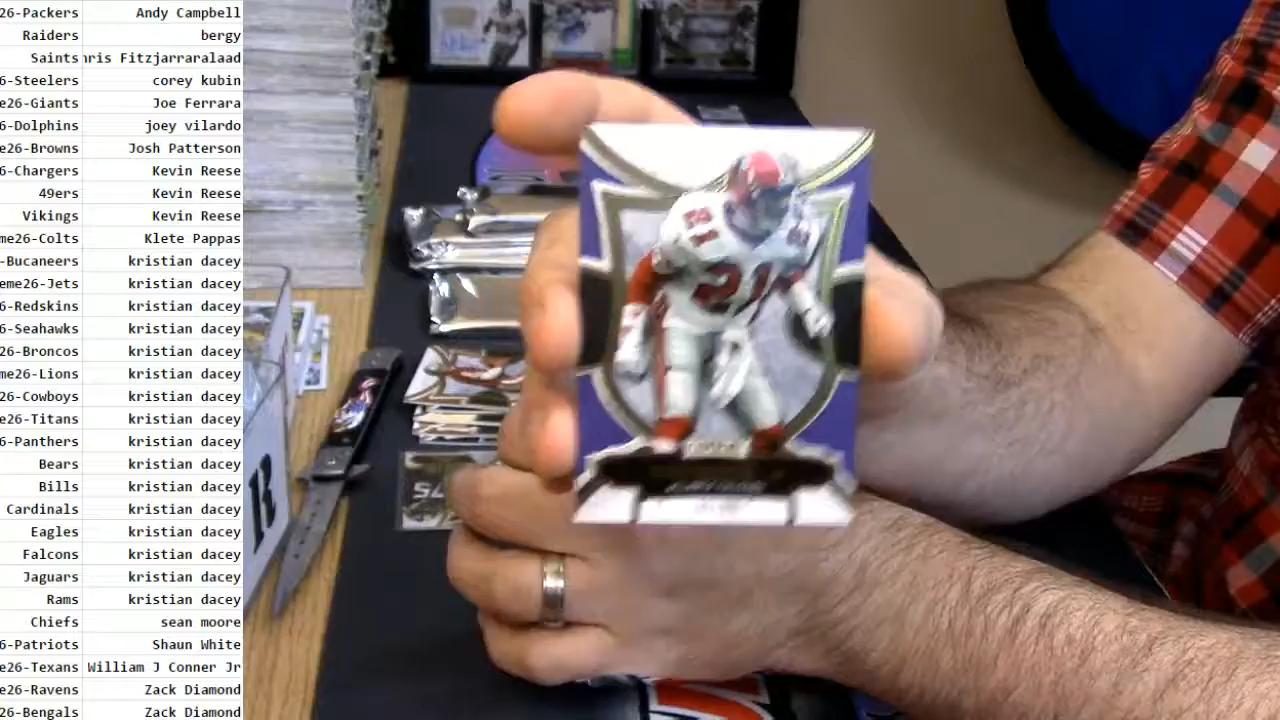 26-Packers Andy Campbell
Raiders bergy
Saints hris Fitzjarraralaad
6-Steelers corey kubin
e26-Giants Joe Ferrara
6-Dolphins joey vilardo
e26-Browns Josh Patterson
6-Chargers Kevin Reese
49ers Kevin Reese
Vikings Kevin Reese
me26-Colts Klete Pappas
-Bucaneers kristian dacey
eme26-Jets kristian dacey
6-Redskins kristian dacey
6-Seahawks kristian dacey
26-Broncos kristian dacey
me26-Lions kristian dacey
26-Cowboys kristian dacey
e26-Titans kristian dacey
6-Panthers kristian dacey
Bears kristian dacey
Bills kristian dacey
Cardinals kristian dacey
Eagles kristian dacey
Falcons kristian dacey
Jaguars kristian dacey
Rams kristian dacey
Chiefs sean moore
6-Patriots Shaun White
e26-Texans William J Conner Jr
e26-Ravens Zack Diamond
26-Bengals Zack Diamond
21
21
75
R